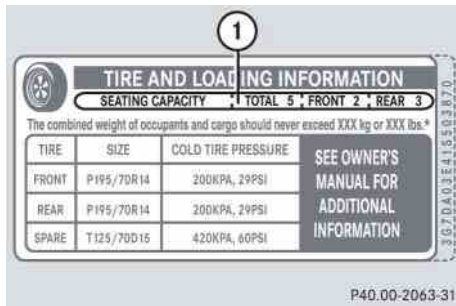 1
TIRE AND LOADING INFORMATION
SEATING CAPACITY TOTAL 5 FRONT 2 REAR 3
The combined weight of occupants and cargo should never exceed XXX kg or XXX lbs.*
TIRE SIZE COLD TIRE PRESSURE
FRONT P195/70R14 200KPA, 29PSI
REAR P195/70R14 200KPA, 29PSI
SPARE T125/70D15 420KPA, 60PSI
SEE OWNER'S
MANUAL FOR
ADDITIONAL
INFORMATION
P40.00-2063-31